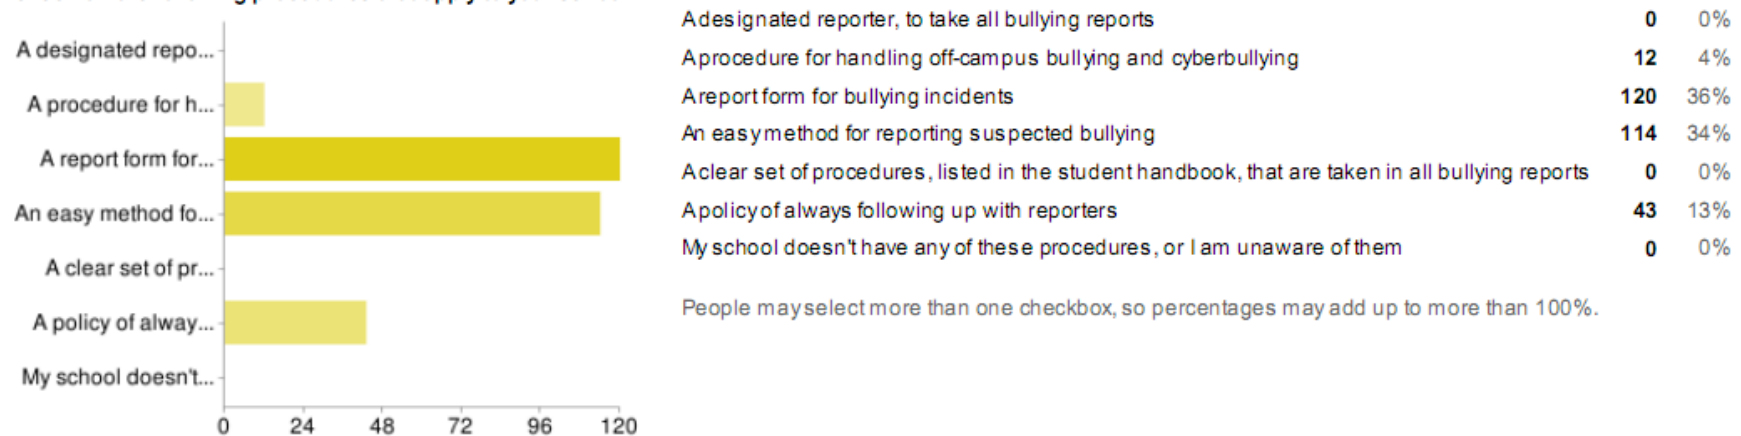 A designated repo...
A procedure for h...
A report form for...
An easy method fo...
A clear set of pr...
A policy of alway...
My school doesn't...
0 24 48 72 96 120
A designated reporter, to take all bullying reports 0 0%
A procedure for handling off-campus bullying and cyberbullying 12 4%
A report form for bullying incidents 120 36%
An easy method for reporting suspected bullying 114 34%
A clear set of procedures, listed in the student handbook, that are taken in all bullying reports 0 0%
A policy of always following up with reporters 43 13%
My school doesn't have any of these procedures, or I am unaware of them 0 0%
People may select more than one checkbox, so percentages may add up to more than 100%.